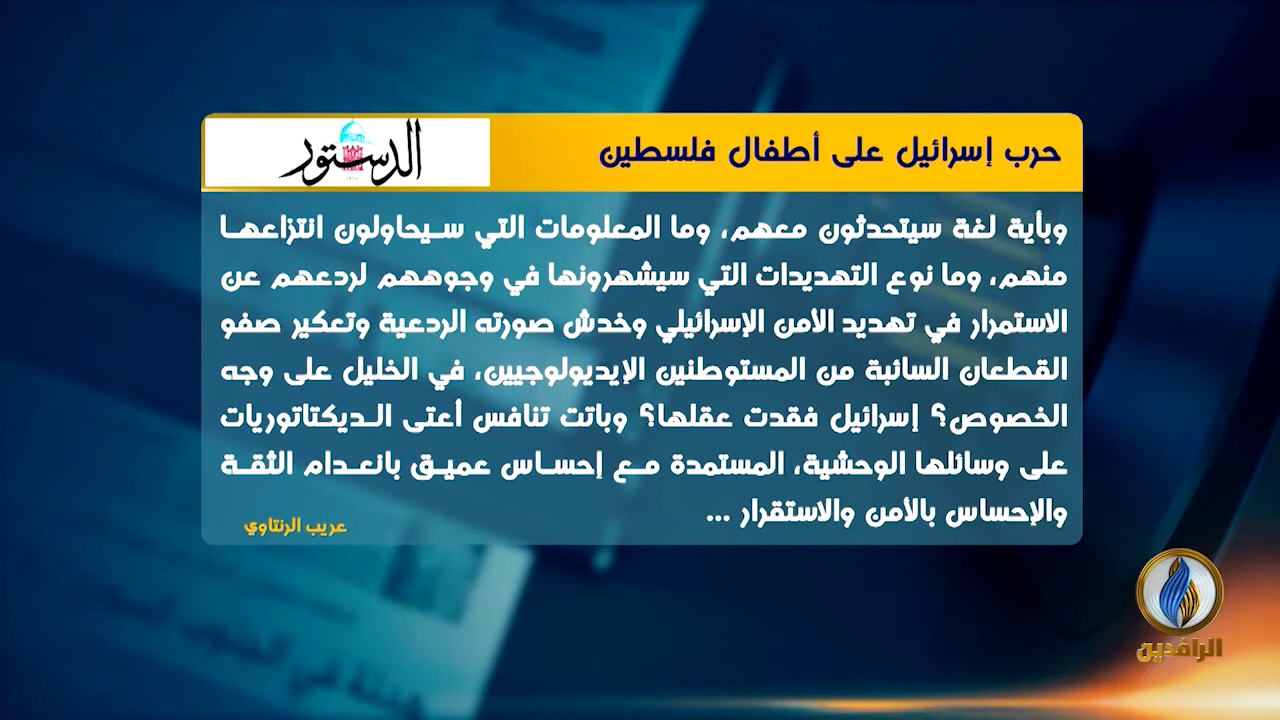 حرب إسرائيل على أطفال فلسطين
الدستور
وبأية لغة سيتحدثون معهم، وما المعلومات التي سيحاولون انتزاعها
منهم، وما نوع التهديدات التي سيشهرونها في وجوههم لردعهم عن
الاستمرار في تهديد الأمن الإسرائيلي وخدش صورته الردعية وتعكير صفو
القطعان السائبة من المستوطنين الإيديولوجيين، في الخليل على وجه
الخصوص؟ إسرائيل فقدت عقلها؟ وباتت تنافس أعتى الديكتاتوريات
على وسائلها الوحشية، المستمدة مع إحساس عميق بانعدام الثقة
والإحساس بالأمن والاستقرار ...
عريب الرنتاوي
الرافدين